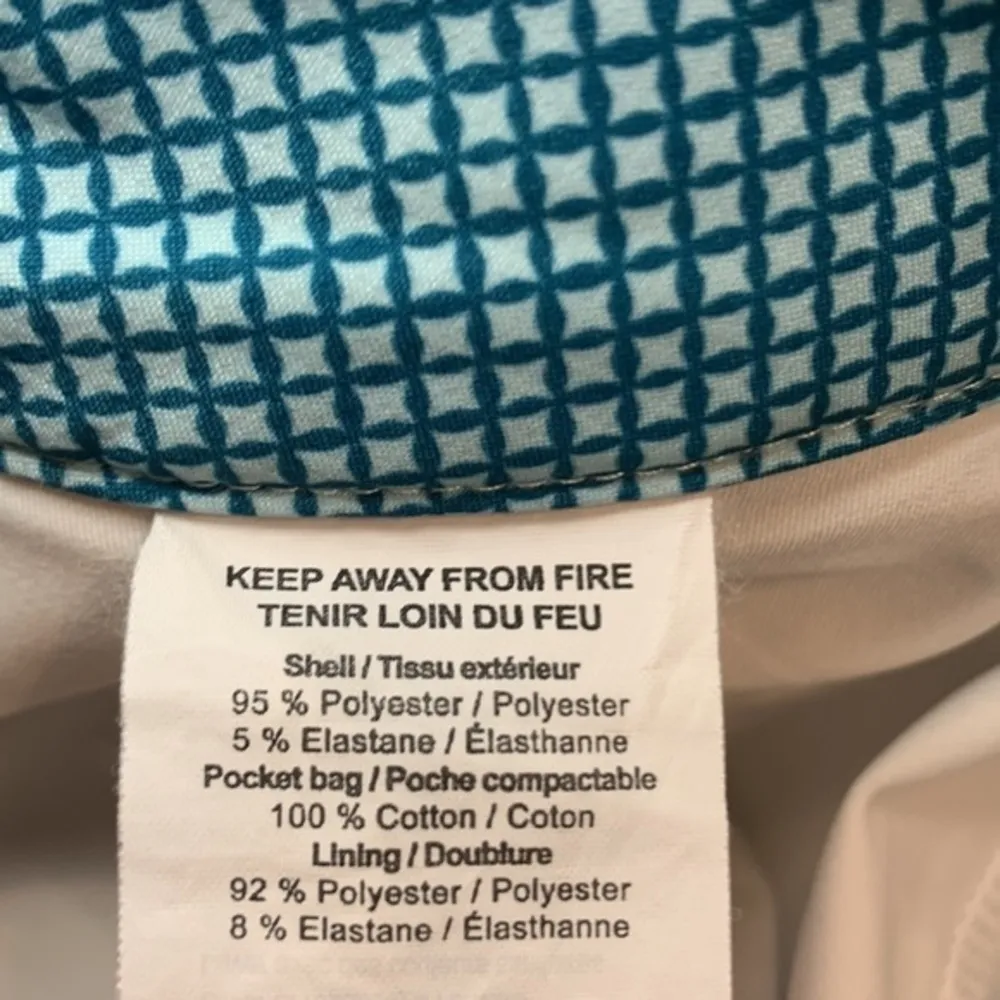 KEEP AWAY FROM FIRE
TENIR LOIN DU FEU
Shell / Tissu extérieur
95 % Polyester / Polyester
5 % Elastane / Élasthanne
Pocket bag / Poche compactable
100 % Cotton / Coton
Lining / Doublure
92 % Polyester / Polyester
8 % Elastane / Élasthanne